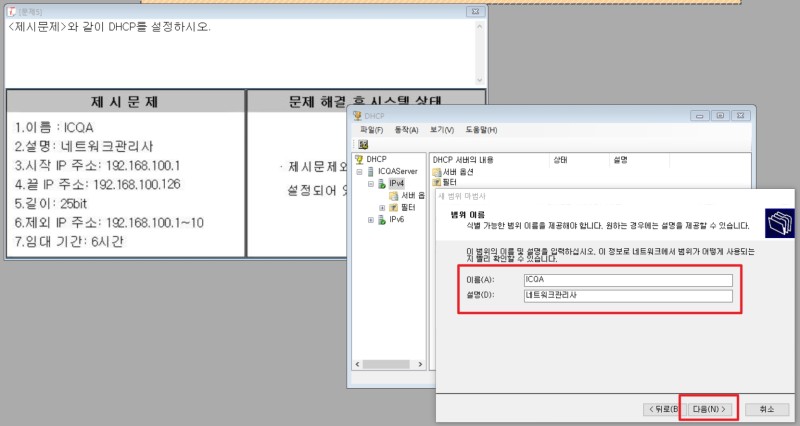 (문제5)
<제시문제>와 같이 DHCP를 설정하시오.
제 시 문 제
문제 해결 후 시스템 상태
1.이름 : ICQA
2.설명: 네트워크관리사
3.시작 IP 주소: 192.168.100.1
4.끝 IP 주소: 192.168.100.126
5.길이: 25bit
6.제외 IP 주소: 192.168.100.1~10
7.임대 기간: 6시간
· 제시문제와
설정되어 있
DHCP
파일(F) 동작(A) 보기(V) 도움말(H)
DHCP
ICQAServer
IPv4
서버 옵
필터
IPv6
DHCP 서버의 내용 상태 설명
서버 옵션
필터
새 범위 마법사
범위 이름
식별 가능한 범위 이름을 제공해야 합니다. 원하는 경우에는 설명을 제공할 수 있습니다.
이 범위의 이름 및 설명을 입력하십시오. 이 정보로 네트워크에서 범위가 어떻게 사용되는
지 빨리 확인할 수 있습니다.
이름(A): ICQA
설명(D): 네트워크관리사
< 뒤로(B 다음(N) > 취소